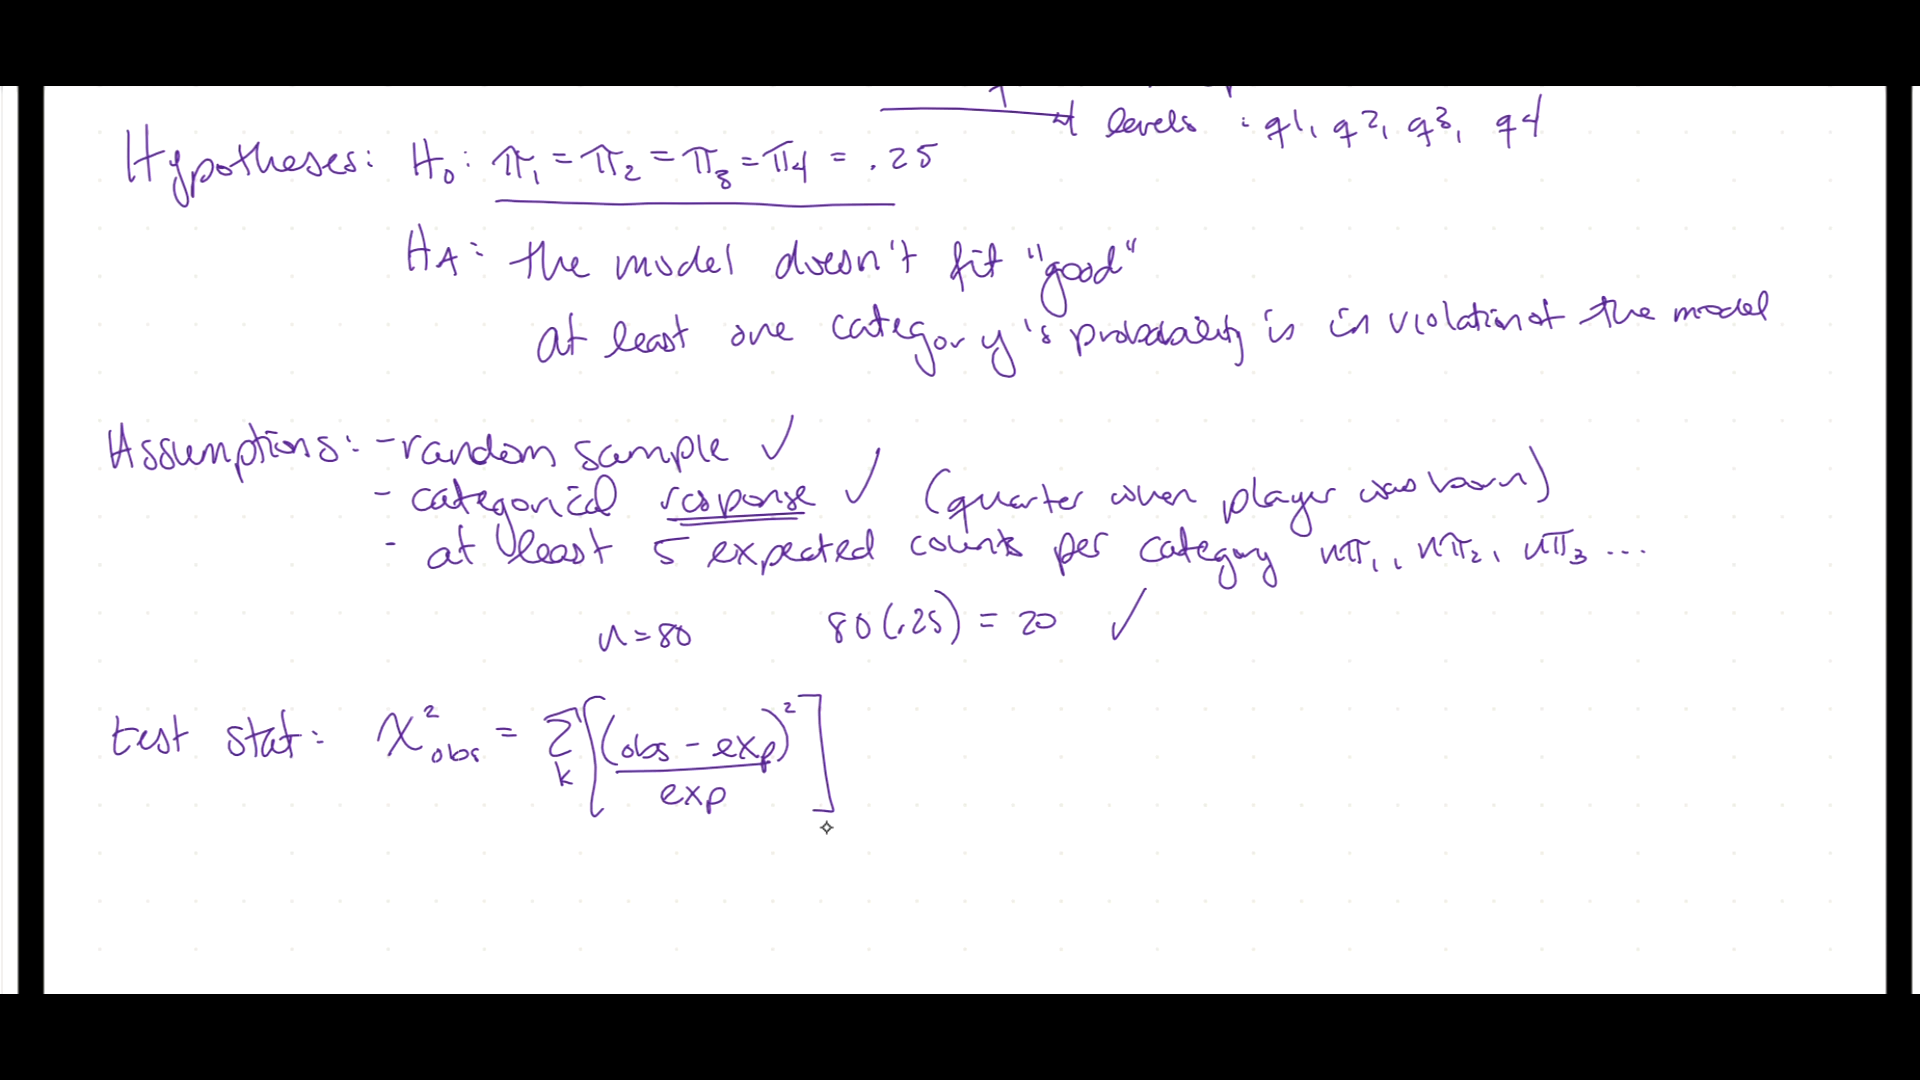 4 levels : q1, q2, q3, q4
Hypotheses: H₀: π₁ = π₂ = π₃ = π₄ = .25
H_A: the model doesn't fit "good"
at least one category's probability is in violation of the model
Assumptions: - random sample ✓
- categorical response ✓ (quarter when player was born)
- at least 5 expected counts per category nπ₁, nπ₂, nπ₃ ...
n=80 80(.25) = 20 ✓
test stat: χ²obs = Σ_k [(obs - exp)² / exp]